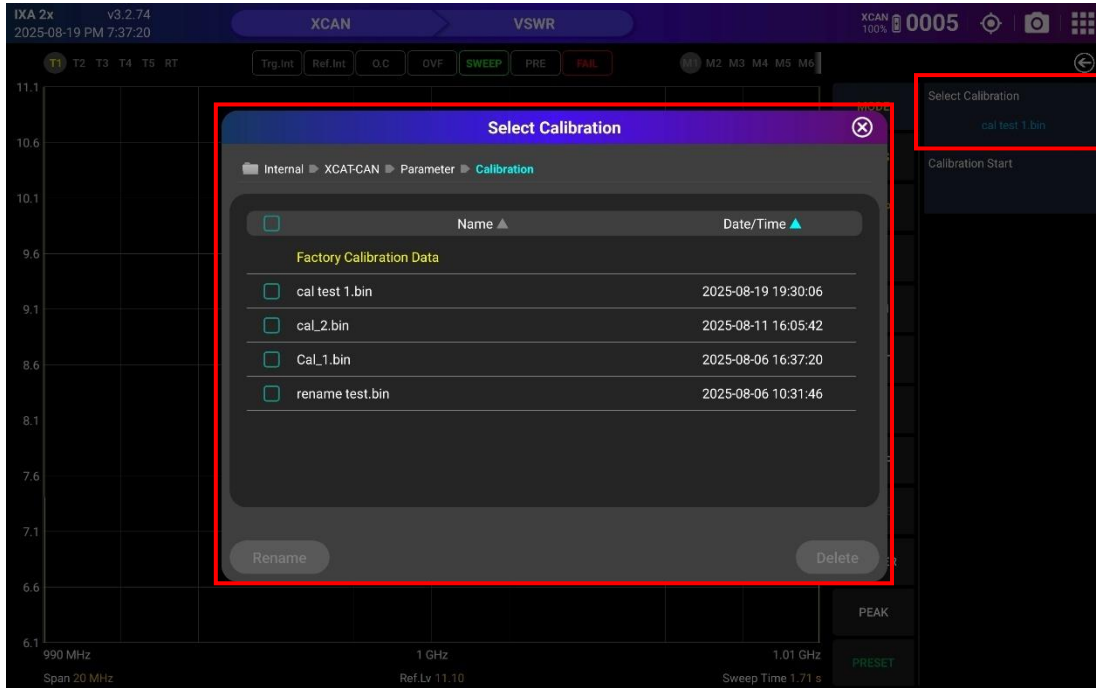 IXA 2x v3.2.74
2025-08-19 PM 7:37:20
XCAN VSWR
XCAN 100% 0005
T1 T2 T3 T4 T5 RT
Trg.Int Ref.Int O.C OVF SWEEP PRE FAIL
M1 M2 M3 M4 M5 M6
11.1
10.6
10.1
9.6
9.1
8.6
8.1
7.6
7.1
6.6
6.1
MODE
Select Calibration
cal test 1.bin
Calibration Start
Select Calibration
Internal XCAT-CAN Parameter Calibration
Name Date/Time
Factory Calibration Data
cal test 1.bin 2025-08-19 19:30:06
cal_2.bin 2025-08-11 16:05:42
Cal_1.bin 2025-08-06 16:37:20
rename test.bin 2025-08-06 10:31:46
Rename Delete
PEAK
PRESET
990 MHz 1 GHz 1.01 GHz
Span 20 MHz Ref.Lv 11.10 Sweep Time 1.71 s